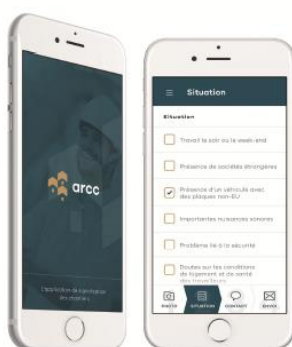 arcc
L'application de signalisation
des chantiers
Situation
Situation
Travail le soir ou le week-end
Présence de sociétés étrangères
Présence d'un véhicule avec
des plaques non-EU
Importantes nuisances sonores
Problème lié à la sécurité
Doutes sur les conditions
de logement et de santé
des travailleurs
PHOTO
SITUATION
CONTACT
ENVOI